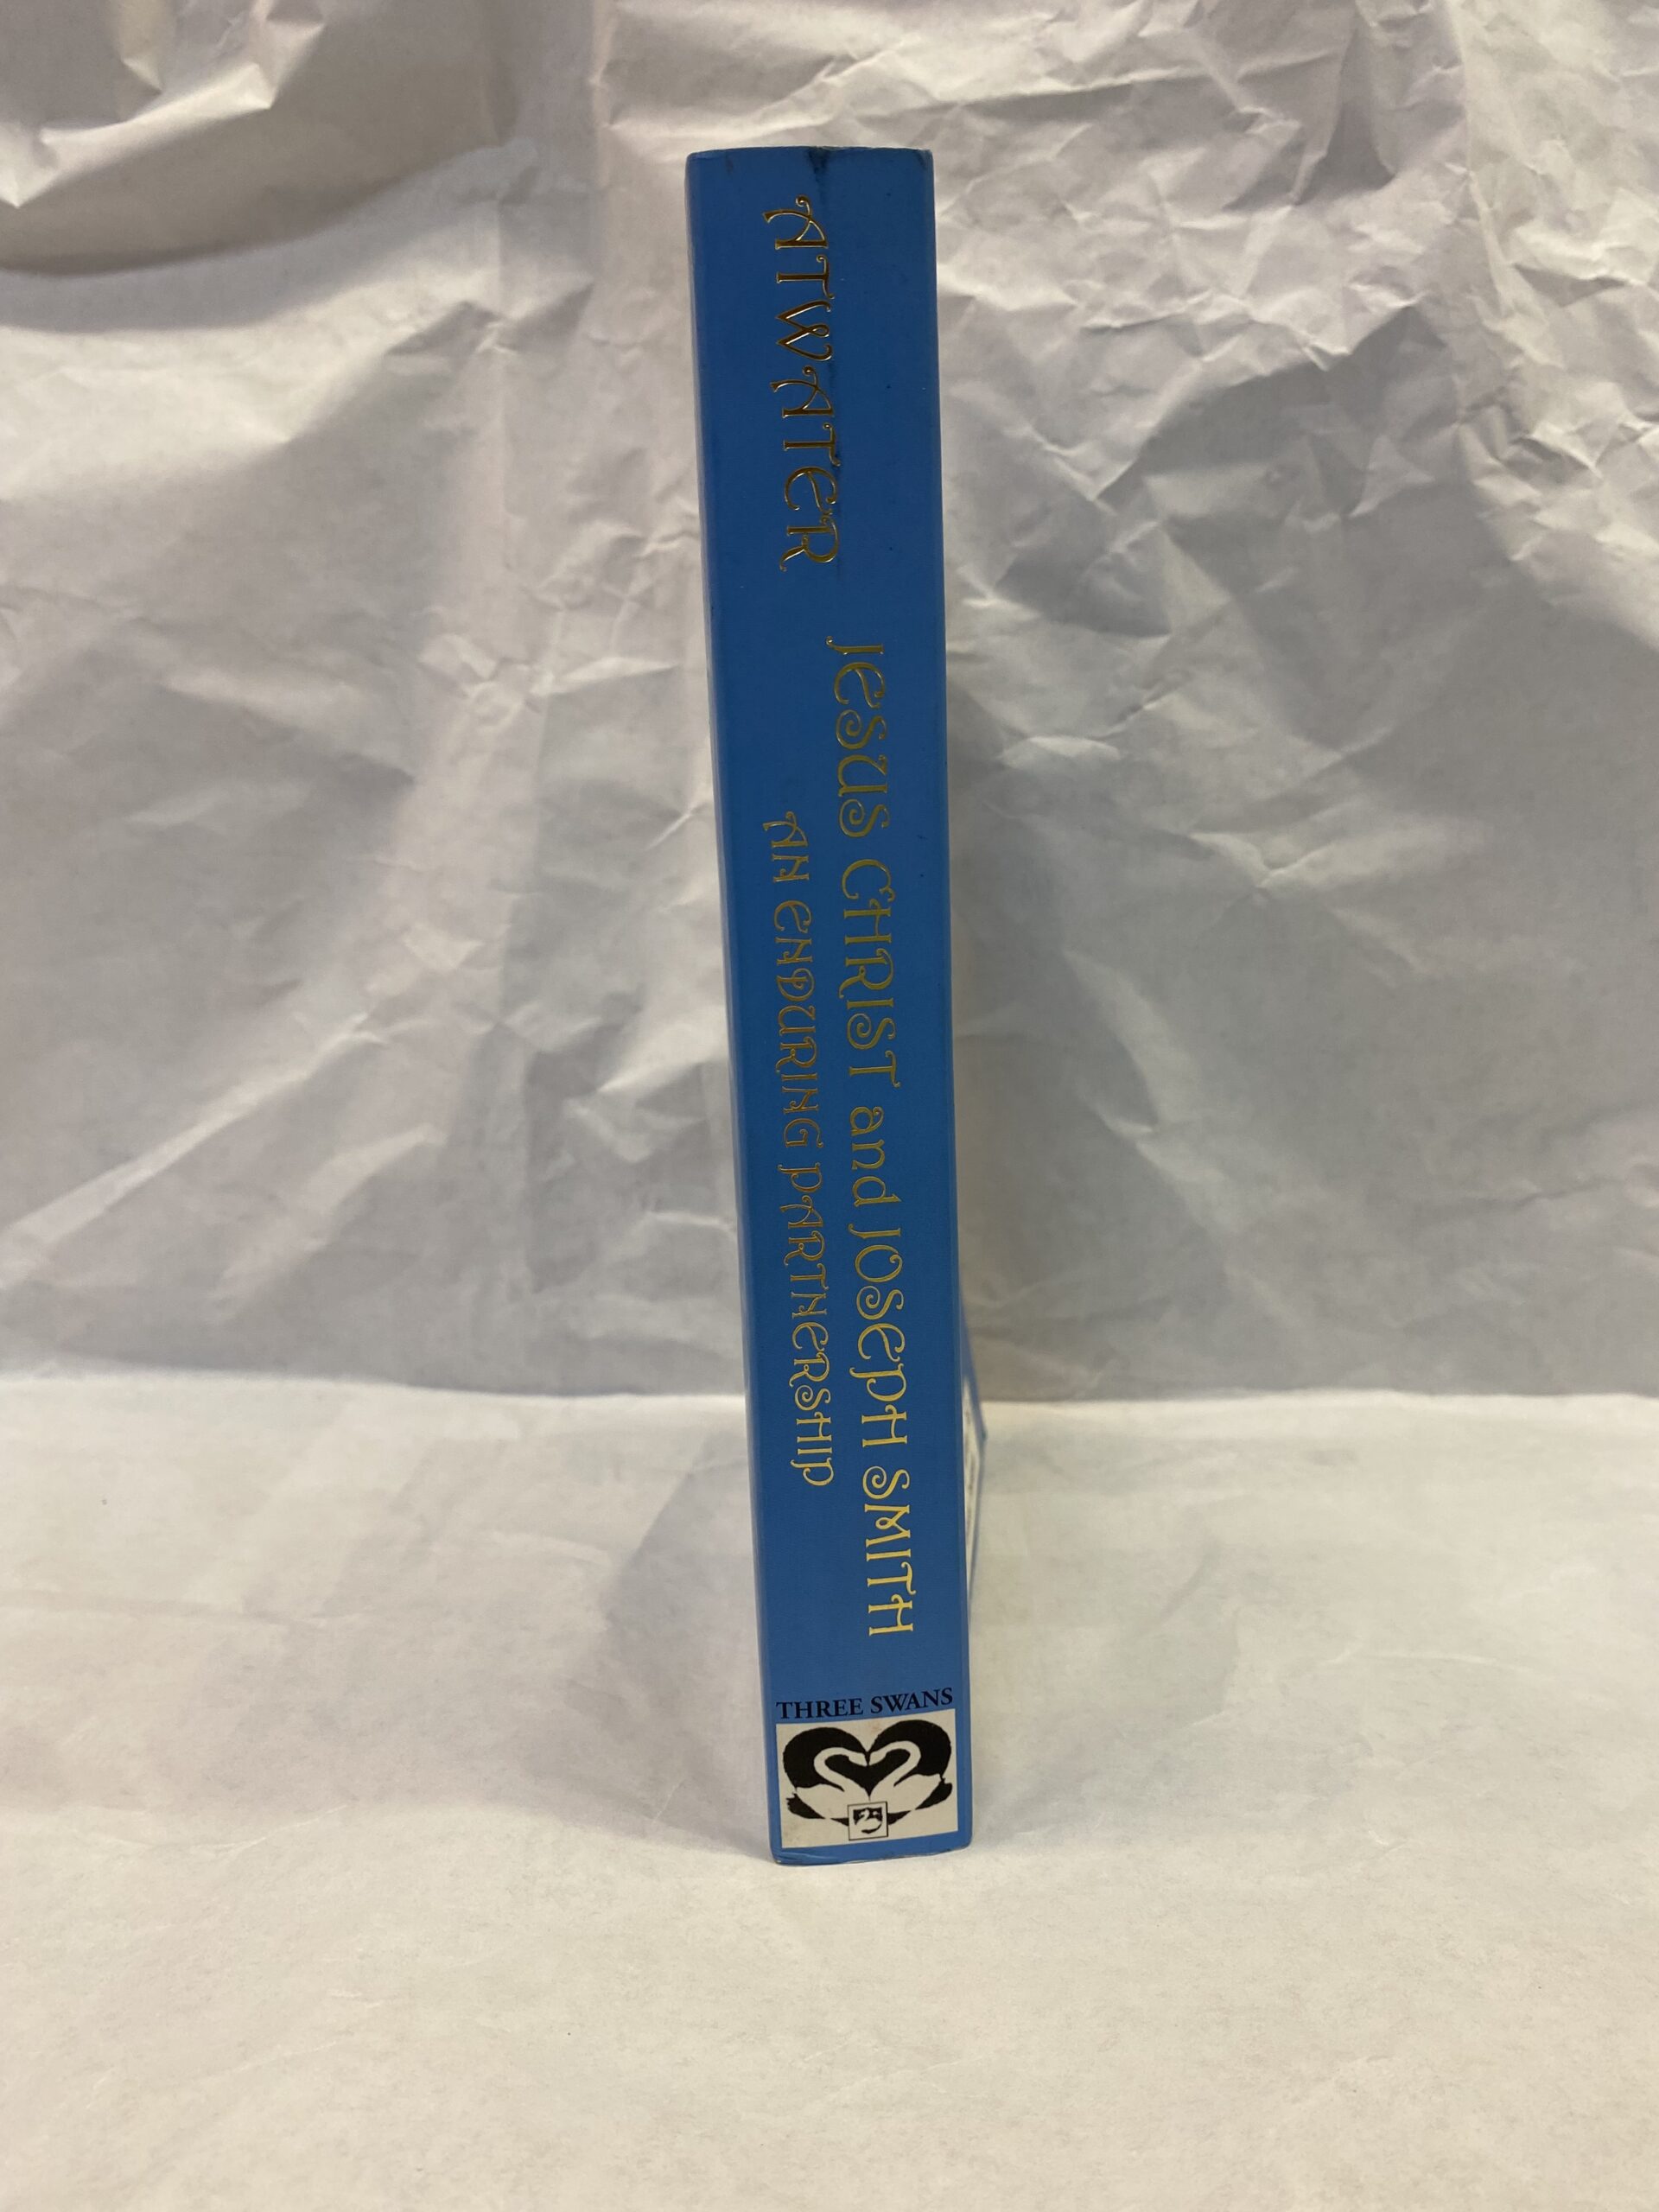 ATWATER
JESUS CHRIST and JOSEPH SMITH
AN ENDURING PARTNERSHIP
THREE SWANS